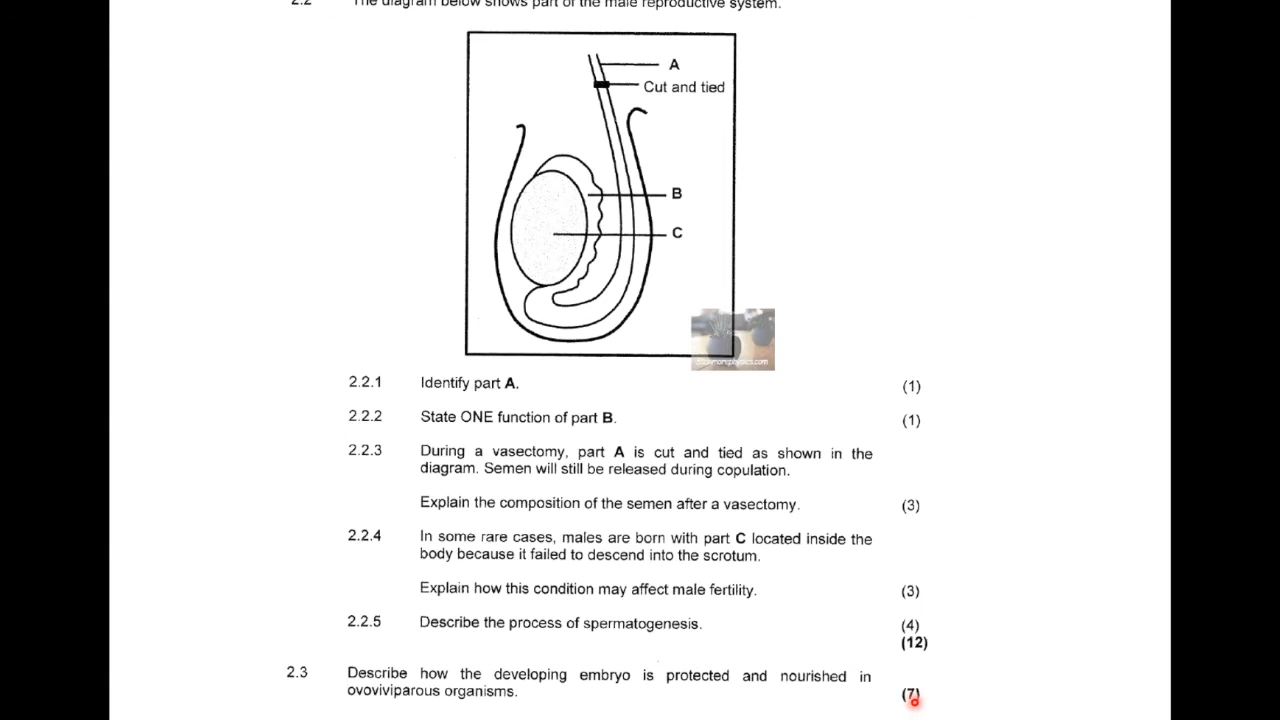 2.2 The diagram below shows part of the male reproductive system.
A
Cut and tied
B
C
2.2.1 Identify part A. (1)
2.2.2 State ONE function of part B. (1)
2.2.3 During a vasectomy, part A is cut and tied as shown in the
diagram. Semen will still be released during copulation.
Explain the composition of the semen after a vasectomy. (3)
2.2.4 In some rare cases, males are born with part C located inside the
body because it failed to descend into the scrotum.
Explain how this condition may affect male fertility. (3)
2.2.5 Describe the process of spermatogenesis. (4)
(12)
2.3 Describe how the developing embryo is protected and nourished in
ovoviviparous organisms. (7)